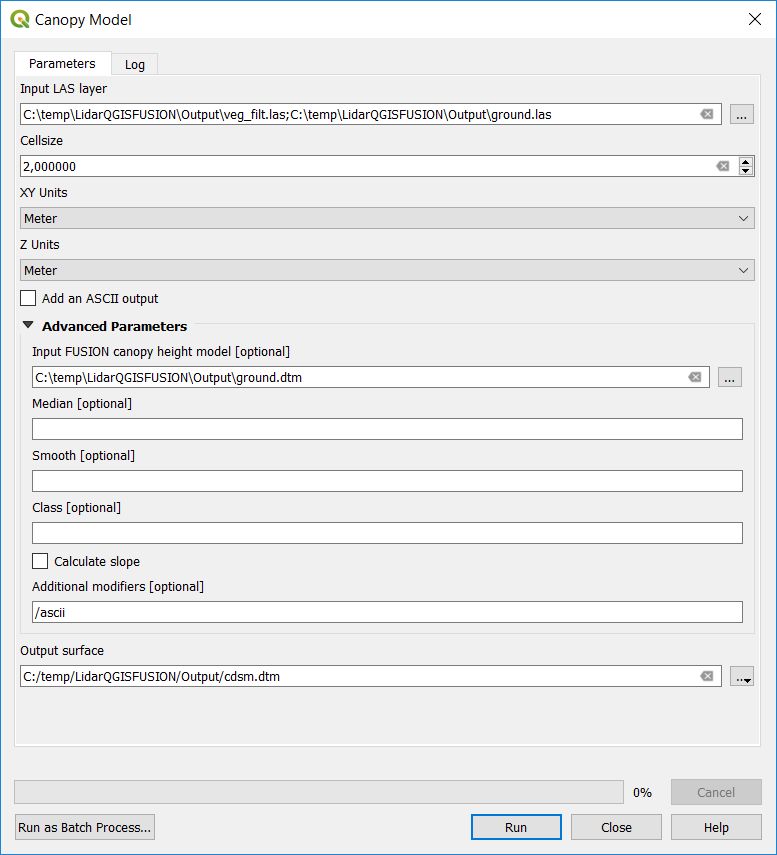 Canopy Model
Parameters
Log
Input LAS layer
C:\temp\LidarQGISFUSION\Output\veg_filt.las;C:\temp\LidarQGISFUSION\Output\ground.las
...
Cellsize
2,000000
XY Units
Meter
Z Units
Meter
Add an ASCII output
Advanced Parameters
Input FUSION canopy height model [optional]
C:\temp\LidarQGISFUSION\Output\ground.dtm
...
Median [optional]
Smooth [optional]
Class [optional]
Calculate slope
Additional modifiers [optional]
/ascii
Output surface
C:/temp/LidarQGISFUSION/Output/cdsm.dtm
...
0%
Cancel
Run as Batch Process...
Run
Close
Help